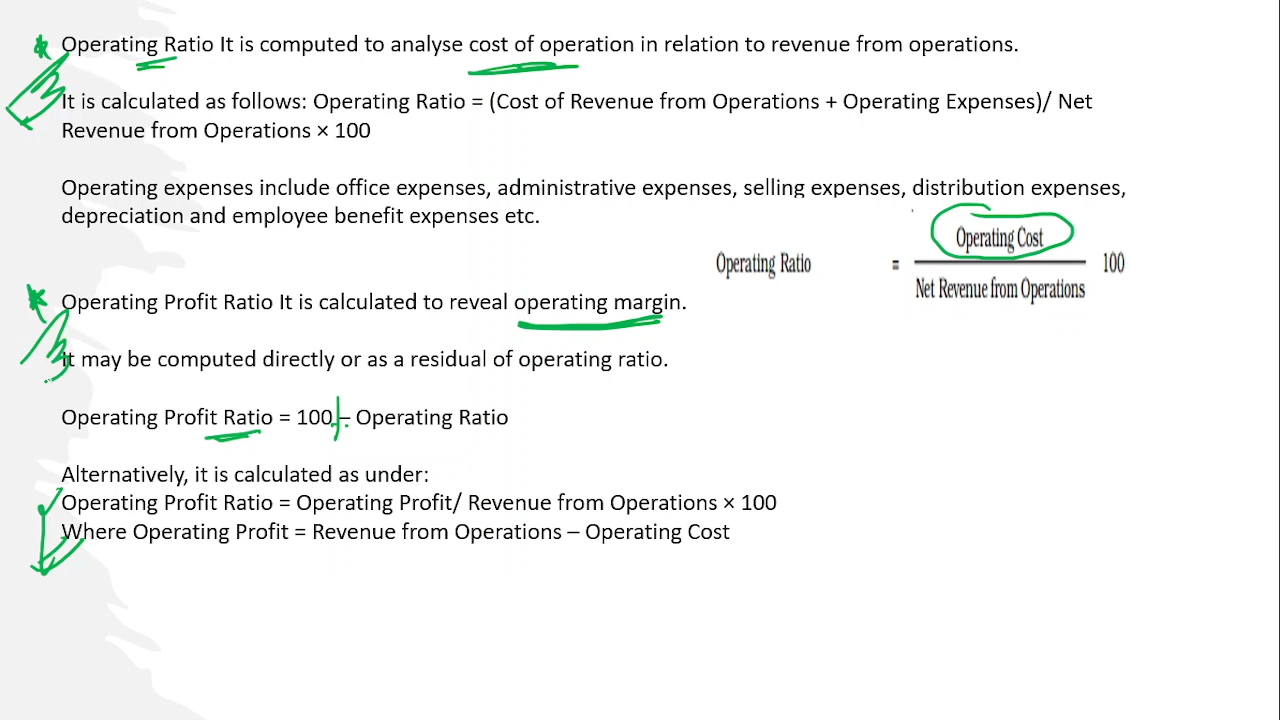 Operating Ratio It is computed to analyse cost of operation in relation to revenue from operations.
It is calculated as follows: Operating Ratio = (Cost of Revenue from Operations + Operating Expenses)/ Net
Revenue from Operations × 100
Operating expenses include office expenses, administrative expenses, selling expenses, distribution expenses,
depreciation and employee benefit expenses etc.
Operating Cost
Operating Ratio = 100
Net Revenue from Operations
Operating Profit Ratio It is calculated to reveal operating margin.
It may be computed directly or as a residual of operating ratio.
Operating Profit Ratio = 100 – Operating Ratio
Alternatively, it is calculated as under:
Operating Profit Ratio = Operating Profit/ Revenue from Operations × 100
Where Operating Profit = Revenue from Operations – Operating Cost